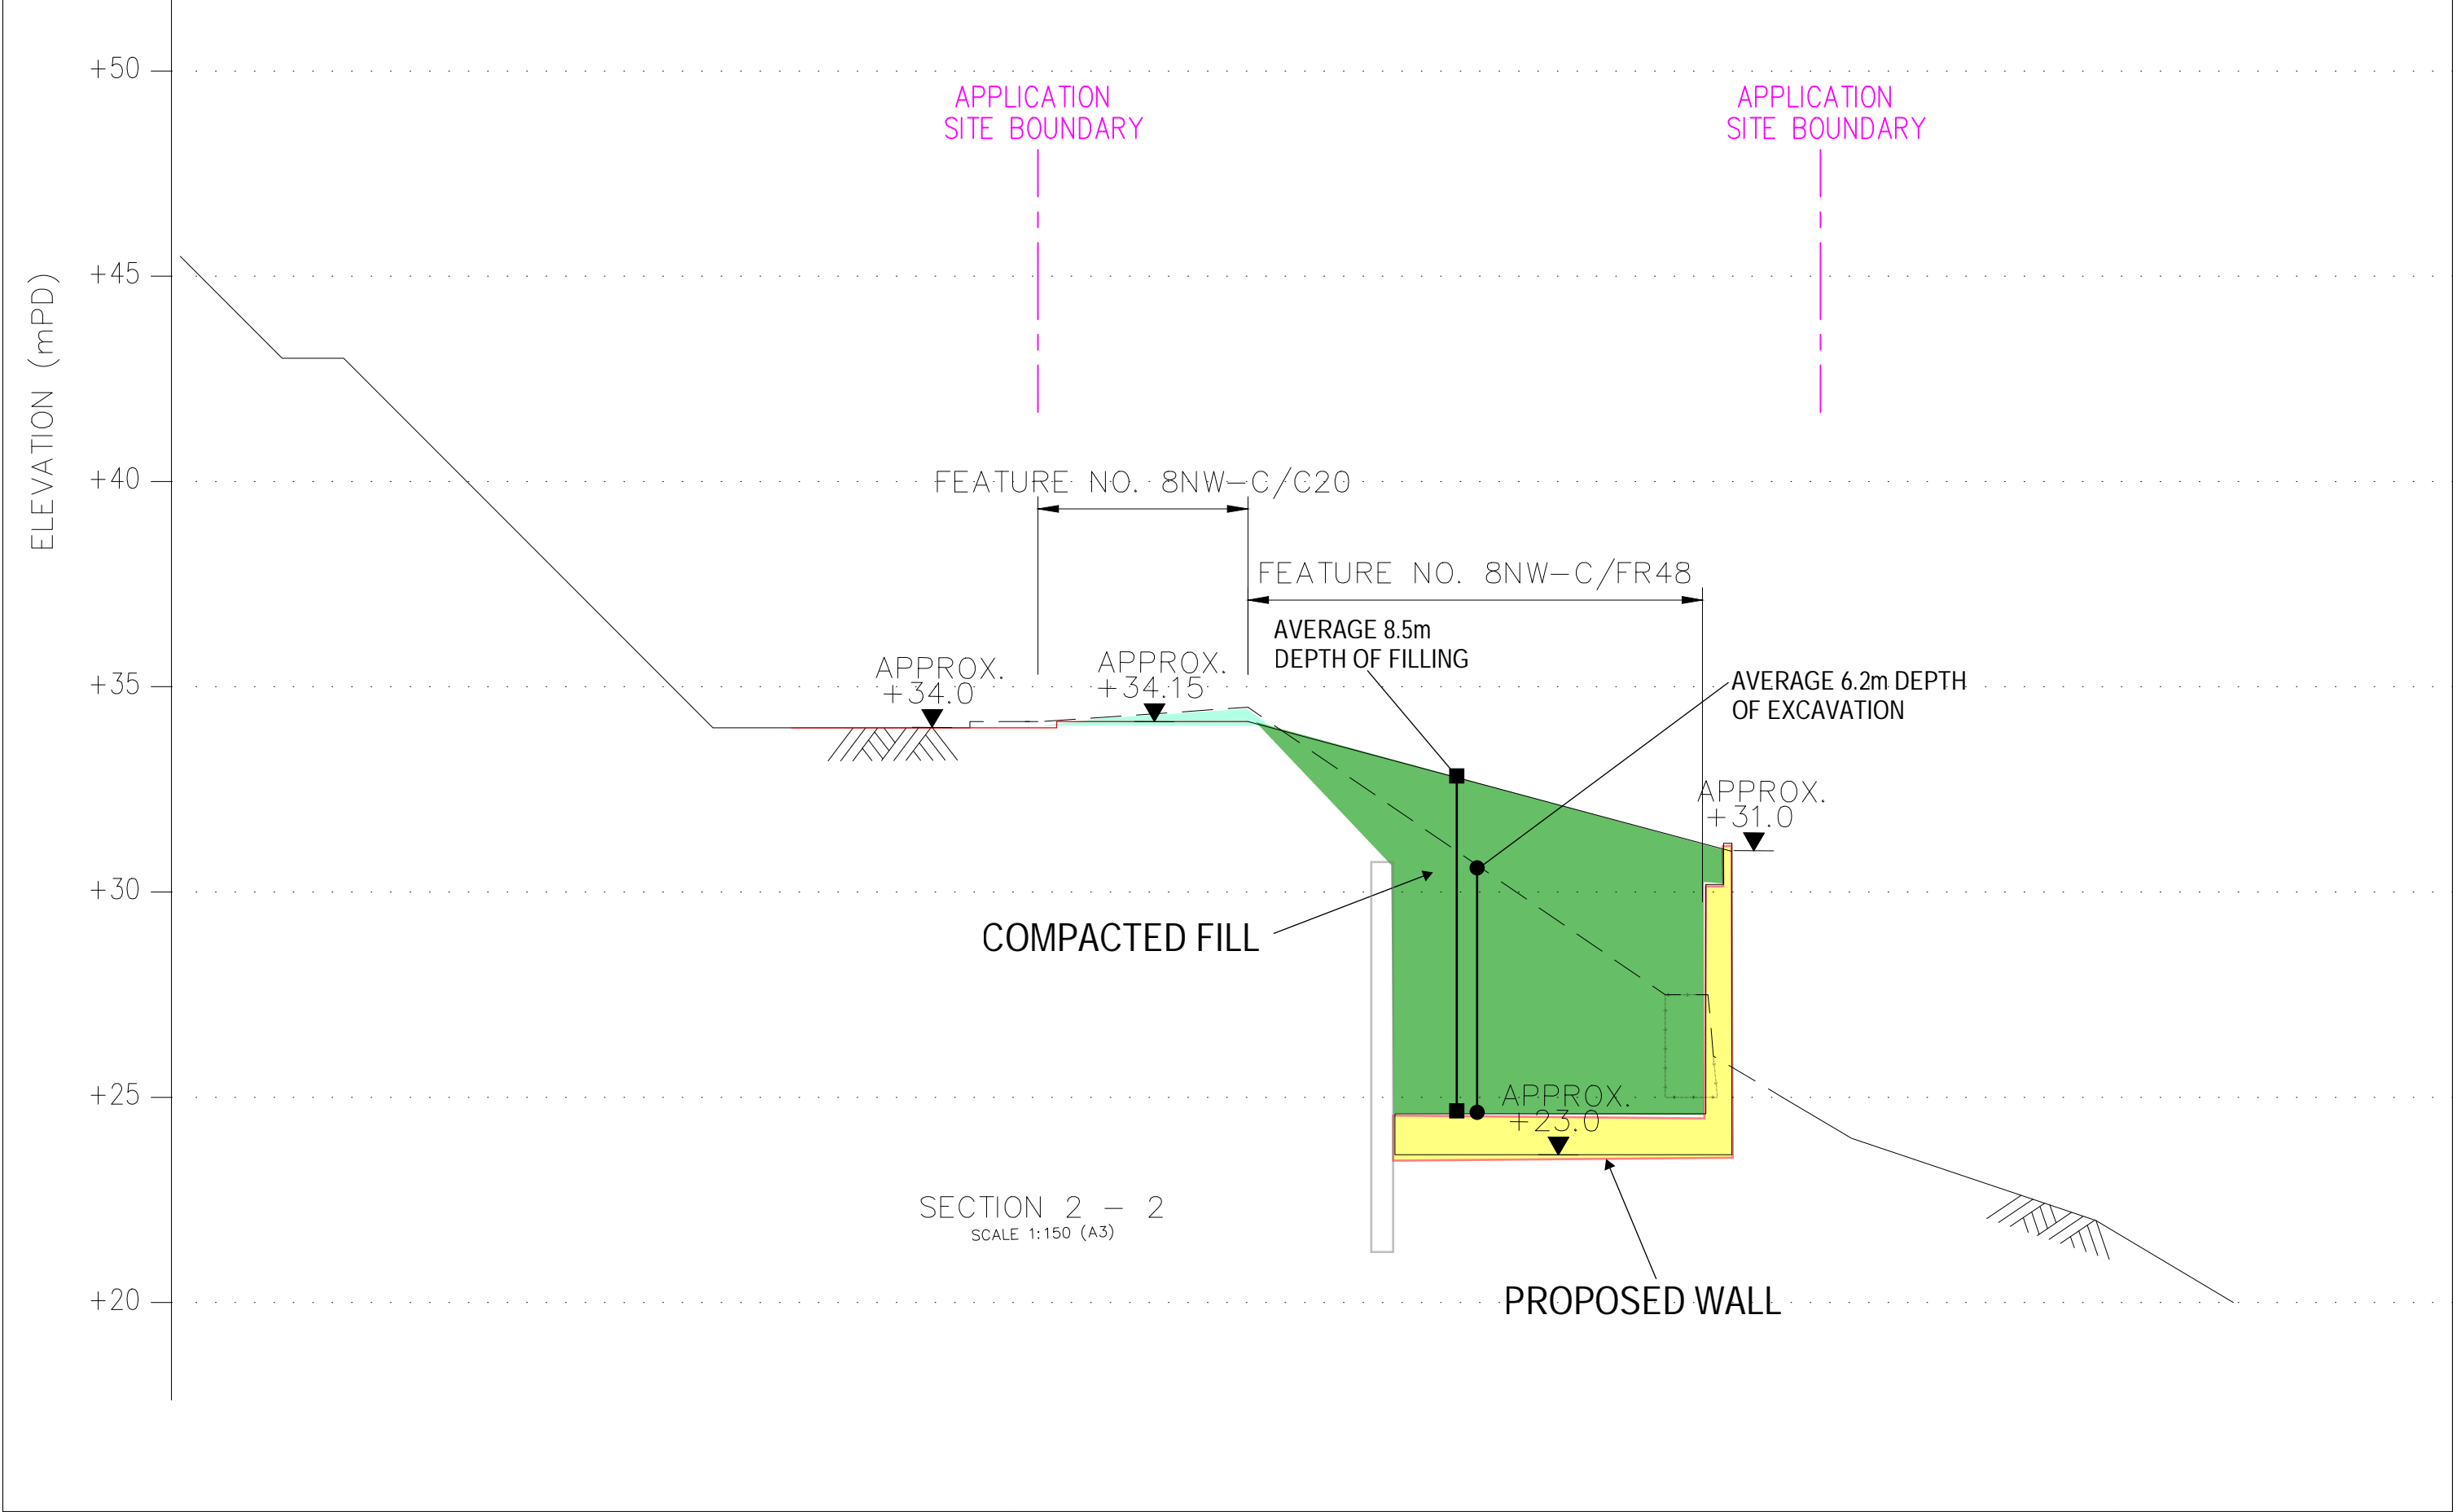 +50
APPLICATION
SITE BOUNDARY
APPLICATION
SITE BOUNDARY
+45
ELEVATION (mPD)
+40
FEATURE NO. 8NW-C/C20
FEATURE NO. 8NW-C/FR48
AVERAGE 8.5m
DEPTH OF FILLING
+35
APPROX.
+34.0
APPROX.
+34.15
AVERAGE 6.2m DEPTH
OF EXCAVATION
APPROX.
+31.0
+30
COMPACTED FILL
+25
APPROX.
+23.0
SECTION 2 - 2
SCALE 1:150 (A3)
+20
PROPOSED WALL